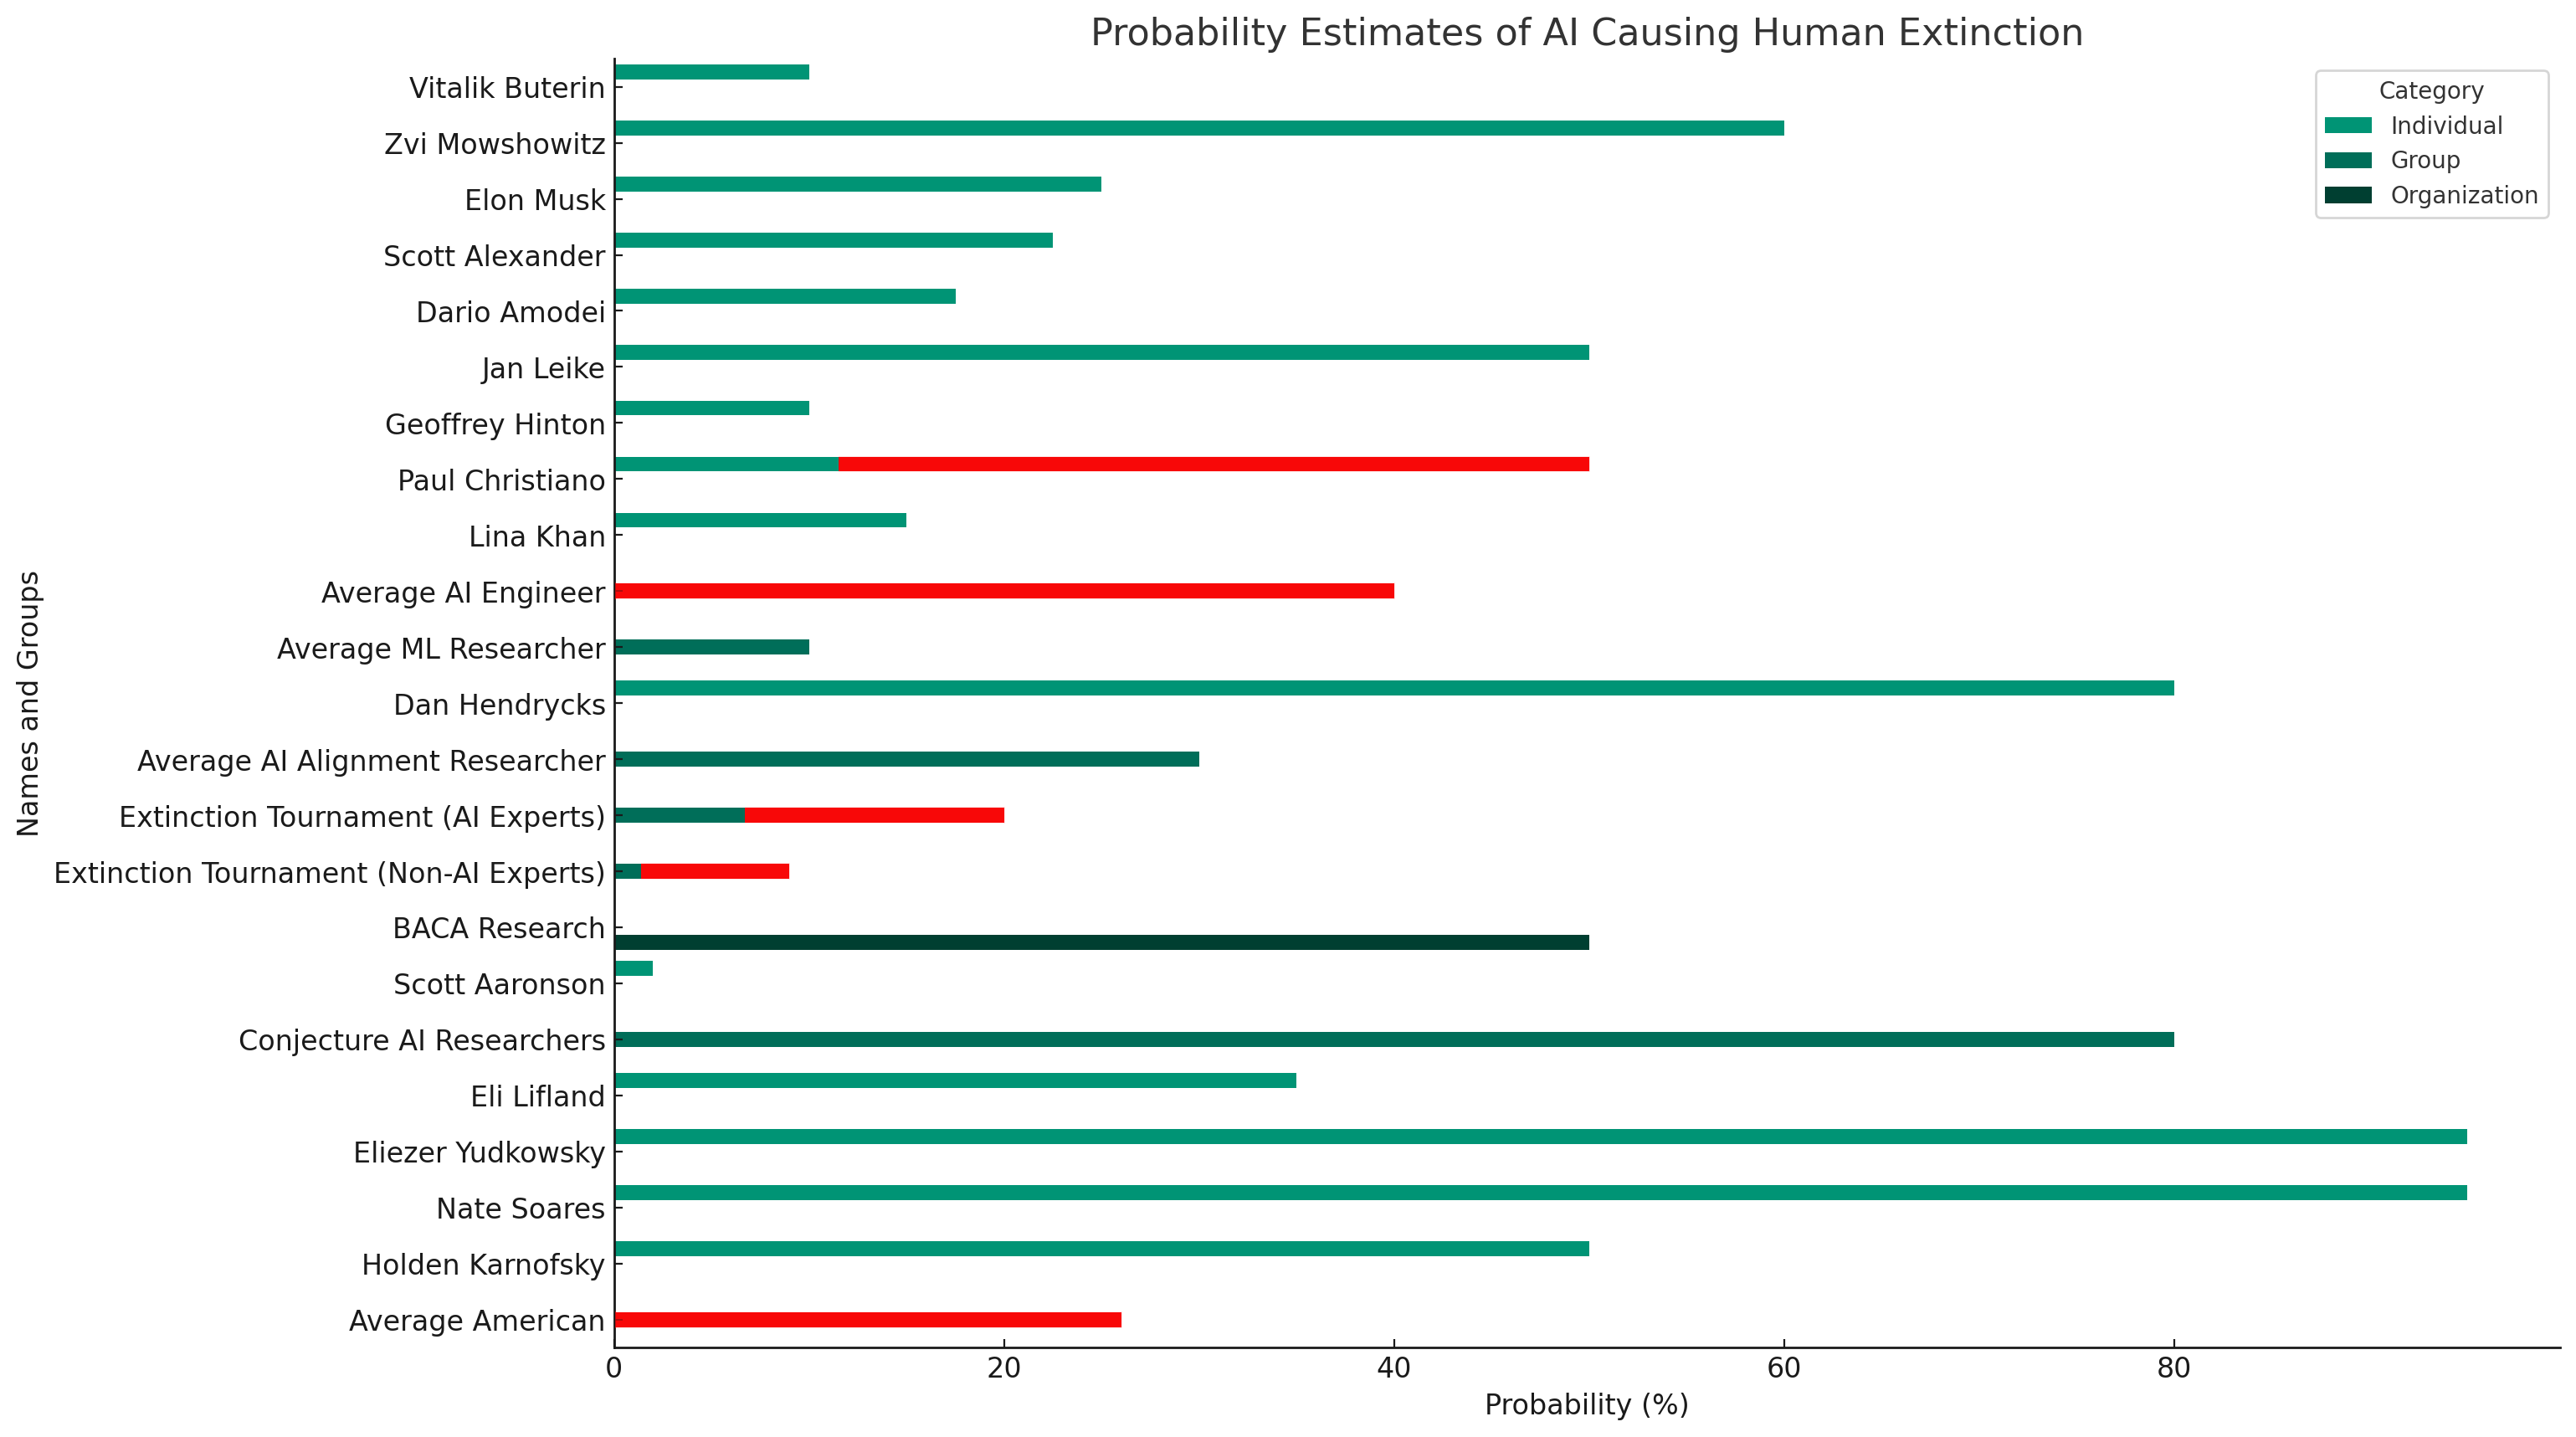 Probability Estimates of AI Causing Human Extinction
Category
Individual
Group
Organization
Names and Groups
Vitalik Buterin
Zvi Mowshowitz
Elon Musk
Scott Alexander
Dario Amodei
Jan Leike
Geoffrey Hinton
Paul Christiano
Lina Khan
Average AI Engineer
Average ML Researcher
Dan Hendrycks
Average AI Alignment Researcher
Extinction Tournament (AI Experts)
Extinction Tournament (Non-AI Experts)
BACA Research
Scott Aaronson
Conjecture AI Researchers
Eli Lifland
Eliezer Yudkowsky
Nate Soares
Holden Karnofsky
Average American
0 20 40 60 80
Probability (%)